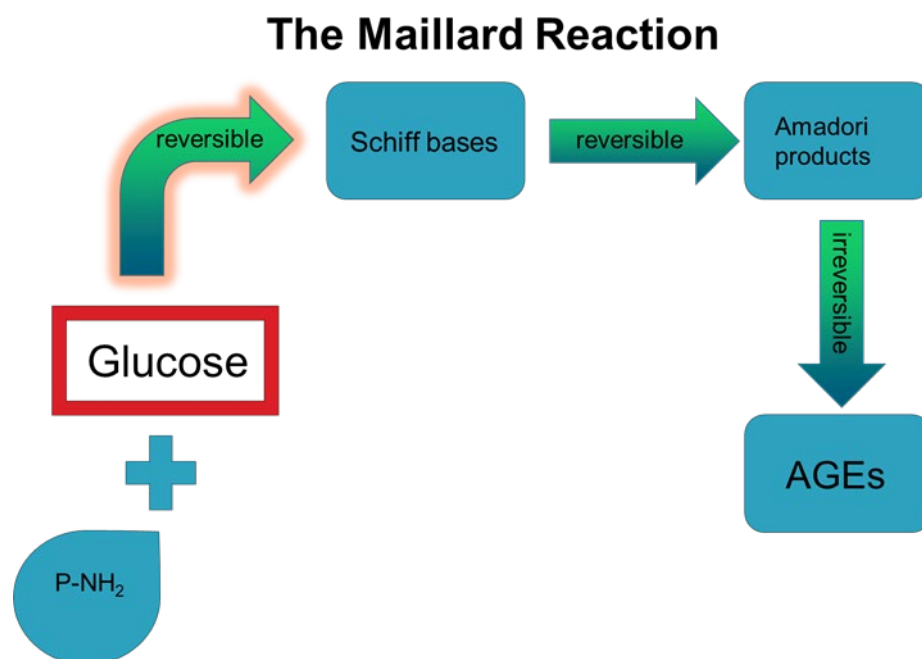 The Maillard Reaction
reversible
Schiff bases
reversible
Amadori
products
irreversible
Glucose
AGEs
P-NH₂